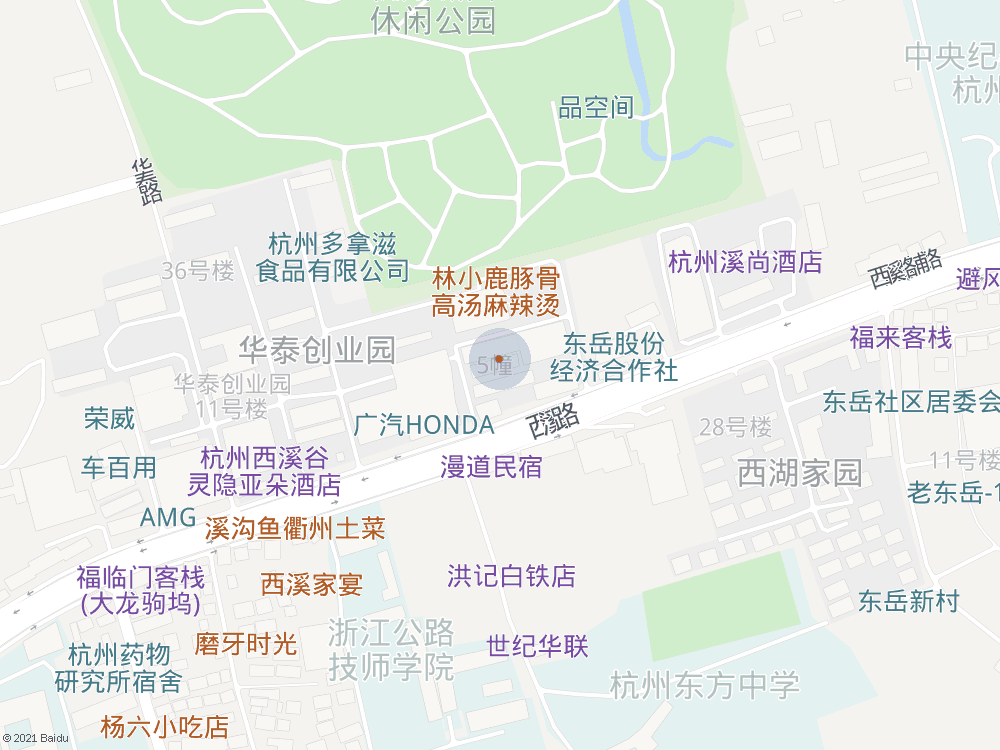 休闲公园
中央纪
杭州
品空间
华泰路
杭州多拿滋
食品有限公司
36号楼
林小鹿豚骨
高汤麻辣烫
杭州溪尚酒店
西溪路辅路
避风
福来客栈
华泰创业园
5幢
东岳股份
经济合作社
华泰创业园
11号楼
荣威
广汽HONDA
西溪路
28号楼
东岳社区居委会
车百用
杭州西溪谷
灵隐亚朵酒店
漫道民宿
西湖家园
11号楼
老东岳-1
AMG
溪沟鱼衢州土菜
福临门客栈
(大龙驹坞)
西溪家宴
洪记白铁店
东岳新村
磨牙时光
浙江公路
技师学院
世纪华联
杭州药物
研究所宿舍
杭州东方中学
杨六小吃店
© 2021 Baidu